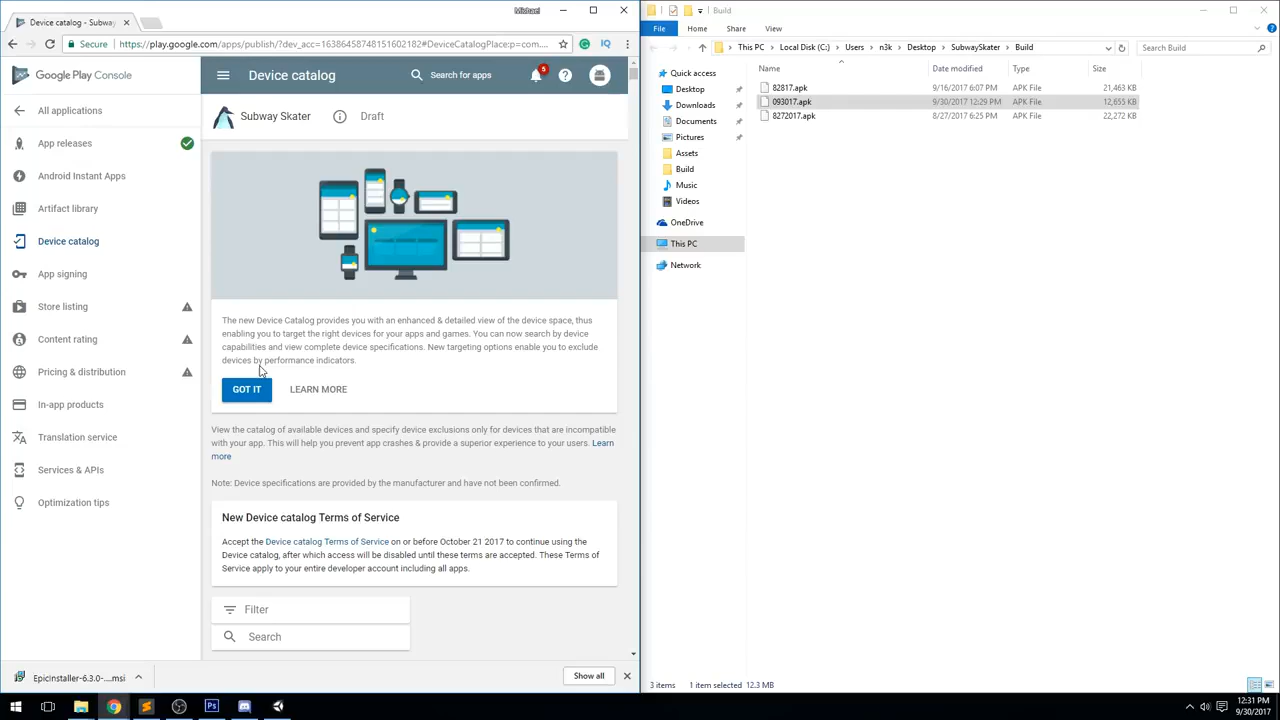 Device catalog - Subway
Michael
Secure
https://play.google.com/apps/publish/?dev_acc=16386458748151602182#DeviceCatalogPlace:p=com....
Google Play Console
Device catalog
Search for apps
5
All applications
Subway Skater
Draft
App releases
Android Instant Apps
Artifact library
Device catalog
App signing
Store listing
Content rating
Pricing & distribution
In-app products
Translation service
Services & APIs
Optimization tips
The new Device Catalog provides you with an enhanced & detailed view of the device space, thus
enabling you to target the right devices for your apps and games. You can now search by device
capabilities and view complete device specifications. New targeting options enable you to exclude
devices by performance indicators.
GOT IT
LEARN MORE
View the catalog of available devices and specify device exclusions only for devices that are incompatible
with your app. This will help you prevent app crashes & provide a superior experience to your users. Learn
more
Note: Device specifications are provided by the manufacturer and have not been confirmed.
New Device catalog Terms of Service
Accept the Device catalog Terms of Service on or before October 21 2017 to continue using the
Device catalog, after which access will be disabled until these terms are accepted. These Terms of
Service apply to your entire developer account including all apps.
Filter
Search
EpicInstaller-6.3.0-....msi
Show all
Build
File
Home
Share
View
This PC
Local Disk (C:)
Users
n3k
Desktop
SubwaySkater
Build
Search Build
Name
Date modified
Type
Size
82817.apk
9/16/2017 6:07 PM
APK File
21,463 KB
093017.apk
9/30/2017 12:29 PM
APK File
12,655 KB
8272017.apk
8/27/2017 6:25 PM
APK File
22,272 KB
Quick access
Desktop
Downloads
Documents
Pictures
Assets
Build
Music
Videos
OneDrive
This PC
Network
3 items
1 item selected 12.3 MB
12:31 PM
9/30/2017